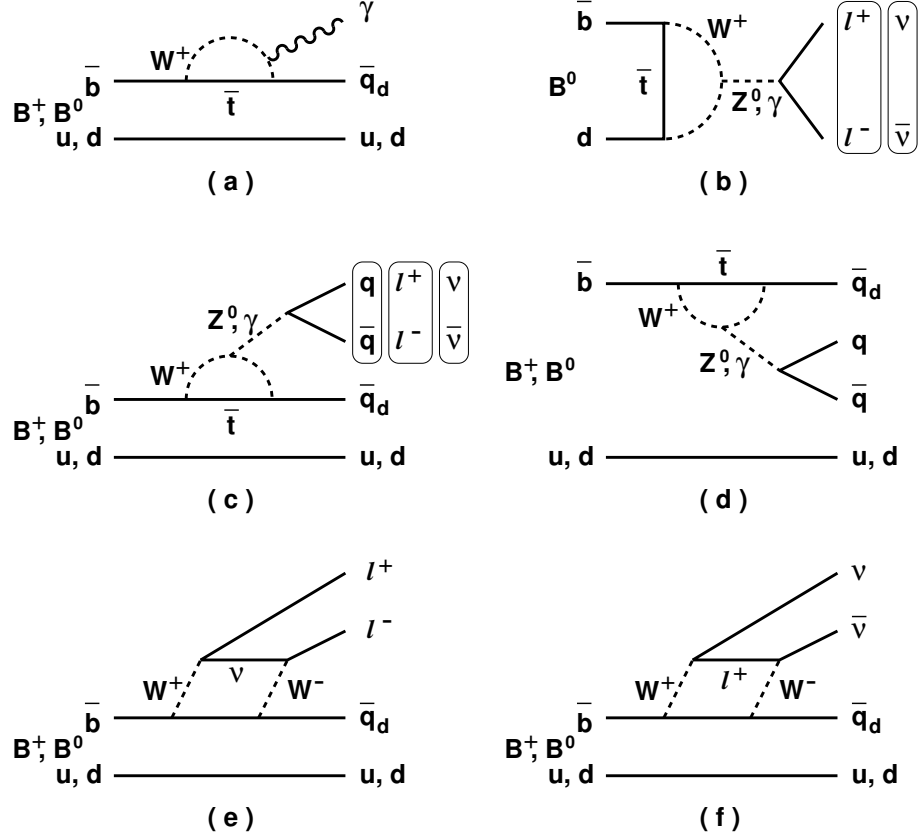 γ
W⁺
b̄ q̄d
t̄
B⁺, B⁰
u, d u, d
( a )
b̄ W⁺ l⁺ ν
B⁰ t̄
Z⁰, γ
d l⁻ ν̄
( b )
q l⁺ ν
Z⁰, γ
q̄ l⁻ ν̄
W⁺
b̄ q̄d
t̄
B⁺, B⁰
u, d u, d
( c )
t̄
b̄ q̄d
W⁺
q
Z⁰, γ
B⁺, B⁰
q̄
u, d u, d
( d )
l⁺
l⁻
ν
W⁺ W⁻
b̄ q̄d
B⁺, B⁰
u, d u, d
( e )
ν
ν̄
l⁺
W⁺ W⁻
b̄ q̄d
B⁺, B⁰
u, d u, d
( f )